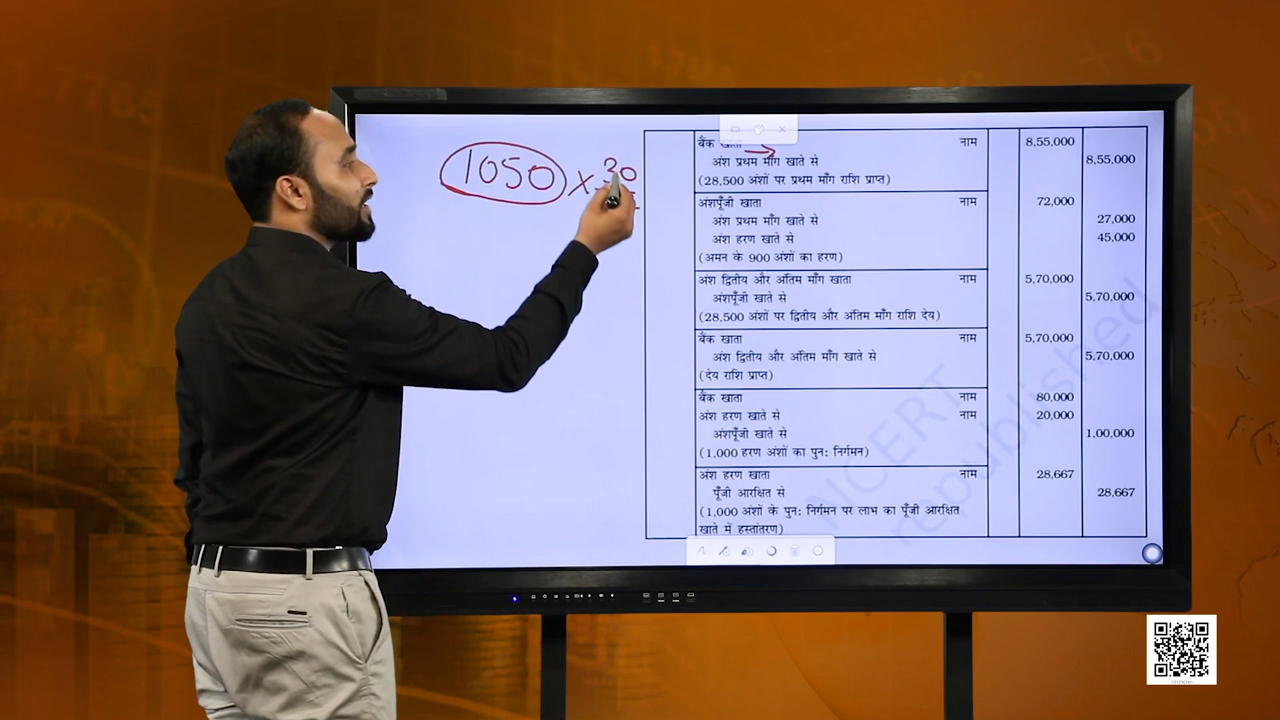 1050 × 30
बैंक खाता नाम 8,55,000
अंश प्रथम माँग खाते से 8,55,000
(28,500 अंशों पर प्रथम माँग राशि प्राप्त)
अंशपूँजी खाता नाम 72,000
अंश प्रथम माँग खाते से 27,000
अंश हरण खाते से 45,000
(अमन के 900 अंशों का हरण)
अंश द्वितीय और अंतिम माँग खाता नाम 5,70,000
अंशपूँजी खाते से 5,70,000
(28,500 अंशों पर द्वितीय और अंतिम माँग राशि देय)
बैंक खाता नाम 5,70,000
अंश द्वितीय और अंतिम माँग खाते से 5,70,000
(देय राशि प्राप्त)
बैंक खाता नाम 80,000
अंश हरण खाते से नाम 20,000
अंशपूँजी खाते से 1,00,000
(1,000 हरण अंशों का पुन: निर्गमन)
अंश हरण खाता नाम 28,667
पूँजी आरक्षित से 28,667
(1,000 अंशों के पुन: निर्गमन पर लाभ का पूँजी आरक्षित
खाते में हस्तांतरण)
NCERT
republished